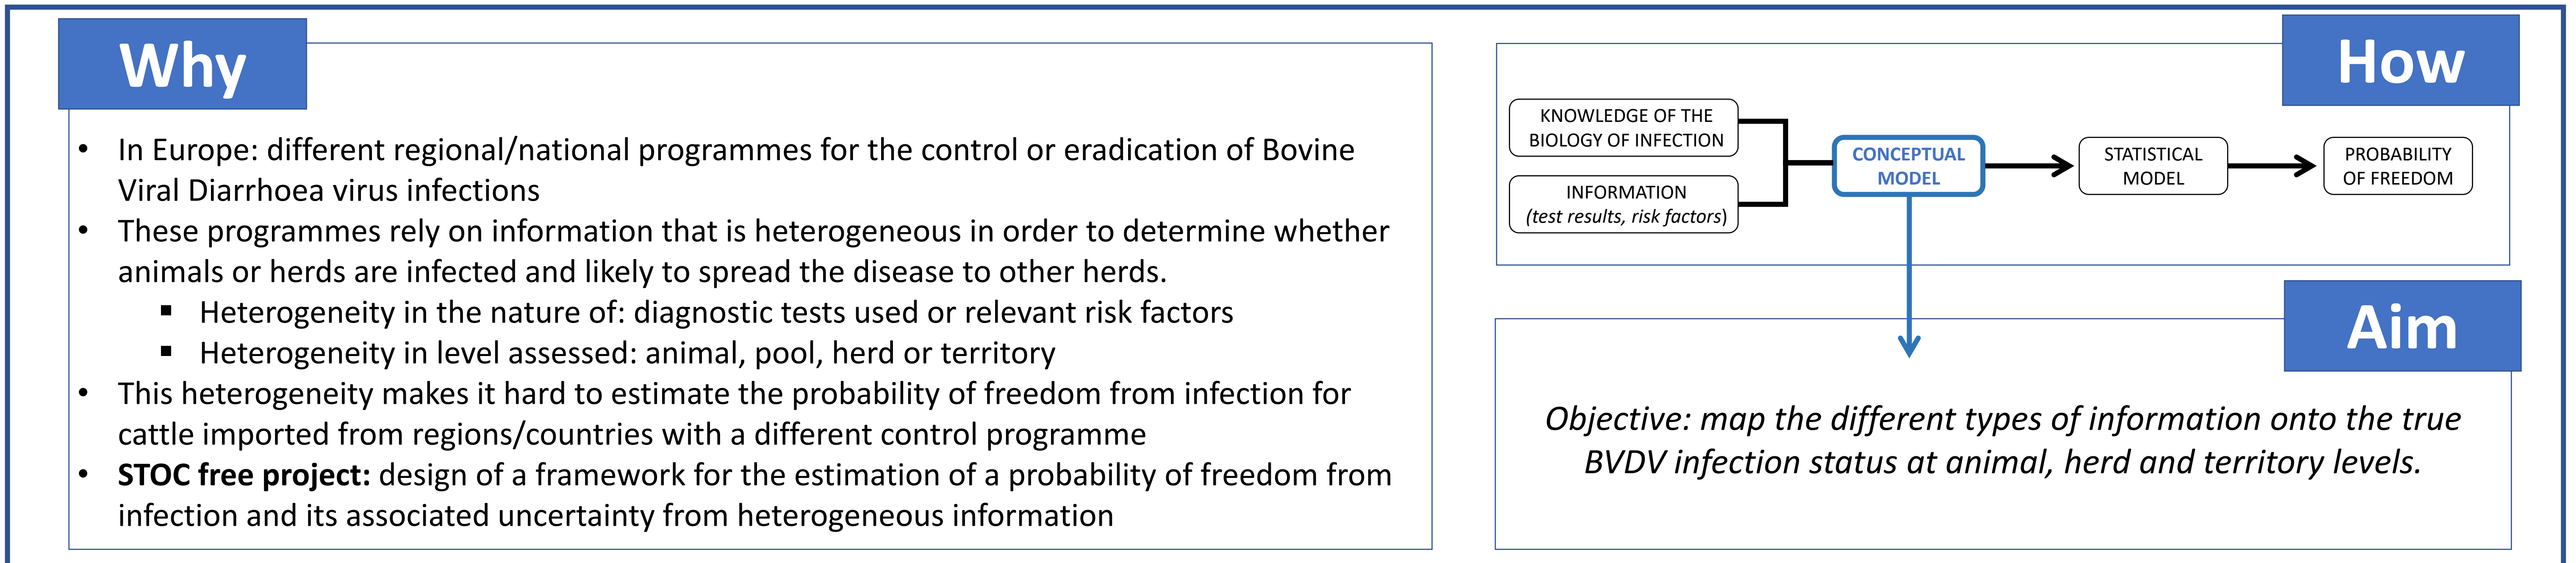 Why
• In Europe: different regional/national programmes for the control or eradication of Bovine
Viral Diarrhoea virus infections
• These programmes rely on information that is heterogeneous in order to determine whether
animals or herds are infected and likely to spread the disease to other herds.
▪ Heterogeneity in the nature of: diagnostic tests used or relevant risk factors
▪ Heterogeneity in level assessed: animal, pool, herd or territory
• This heterogeneity makes it hard to estimate the probability of freedom from infection for
cattle imported from regions/countries with a different control programme
• STOC free project: design of a framework for the estimation of a probability of freedom from
infection and its associated uncertainty from heterogeneous information
How
KNOWLEDGE OF THE
BIOLOGY OF INFECTION
INFORMATION
(test results, risk factors)
CONCEPTUAL
MODEL
STATISTICAL
MODEL
PROBABILITY
OF FREEDOM
Aim
Objective: map the different types of information onto the true
BVDV infection status at animal, herd and territory levels.